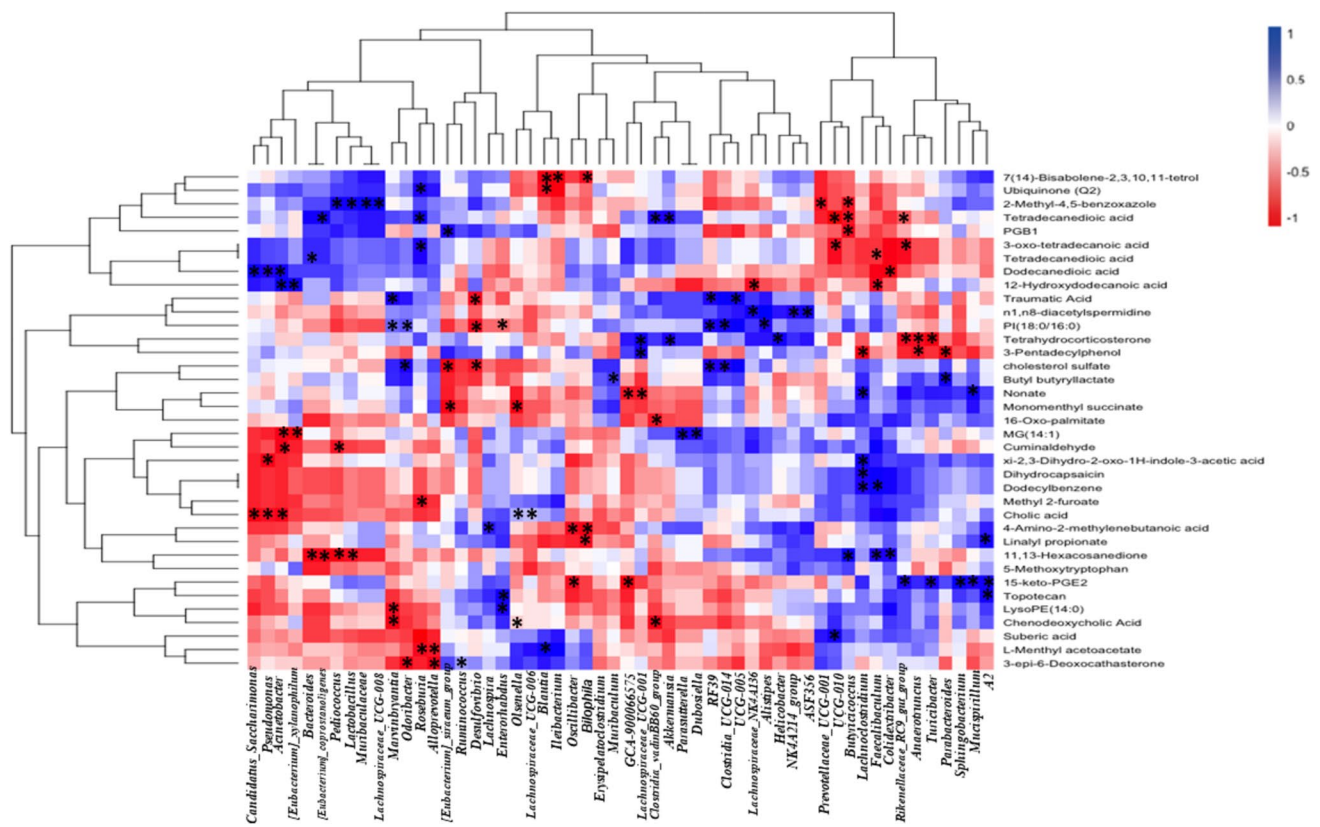 1
0.5
0
-0.5
-1
7(14)-Bisabolene-2,3,10,11-tetrol
Ubiquinone (Q2)
2-Methyl-4,5-benzoxazole
Tetradecanedioic acid
PGB1
3-oxo-tetradecanoic acid
Tetradecanedioic acid
Dodecanedioic acid
12-Hydroxydodecanoic acid
Traumatic Acid
n1,n8-diacetylspermidine
PI(18:0/16:0)
Tetrahydrocorticosterone
3-Pentadecylphenol
cholesterol sulfate
Butyl butyryllactate
Nonate
Monomenthyl succinate
16-Oxo-palmitate
MG(14:1)
Cuminaldehyde
xi-2,3-Dihydro-2-oxo-1H-indole-3-acetic acid
Dihydrocapsaicin
Dodecylbenzene
Methyl 2-furoate
Cholic acid
4-Amino-2-methylenebutanoic acid
Linalyl propionate
11,13-Hexacosanedione
5-Methoxytryptophan
15-keto-PGE2
Topotecan
LysoPE(14:0)
Chenodeoxycholic Acid
Suberic acid
L-Menthyl acetoacetate
3-epi-6-Deoxocathasterone
Candidatus_Saccharimonas
Pseudomonas
Acinetobacter
[Eubacterium]_xylanophilum
Bacteroides
[Eubacterium]_coprostanoligenes
Pediococcus
Lactobacillus
Muribaculaceae
Lachnospiraceae_UCG-008
Marvinbryantia
Odoribacter
Roseburia
Alloprevotella
[Eubacterium]_siraeum_group
Ruminococcus
Desulfovibrio
Lachnospira
Enterorhabdus
Olsenella
Lachnospiraceae_UCG-006
Blautia
Ileibacterium
Oscillibacter
Bilophila
Erysipelatoclostridium
Muribaculum
GCA-900066575
Lachnospiraceae_UCG-001
Clostridia_vadinBB60_group
Akkermansia
Parasutterella
Dubosiella
RF39
Clostridia_UCG-014
UCG-005
Lachnospiraceae_NK4A136
Alistipes
Helicobacter
NK4A214_group
ASF356
Prevotellaceae_UCG-001
UCG-010
Butyricicoccus
Lachnoclostridium
Faecalibaculum
Colidextribacter
Rikenellaceae_RC9_gut_group
Anaerotruncus
Turicibacter
Parabacteroides
Sphingobacterium
Mucispirillum
A2